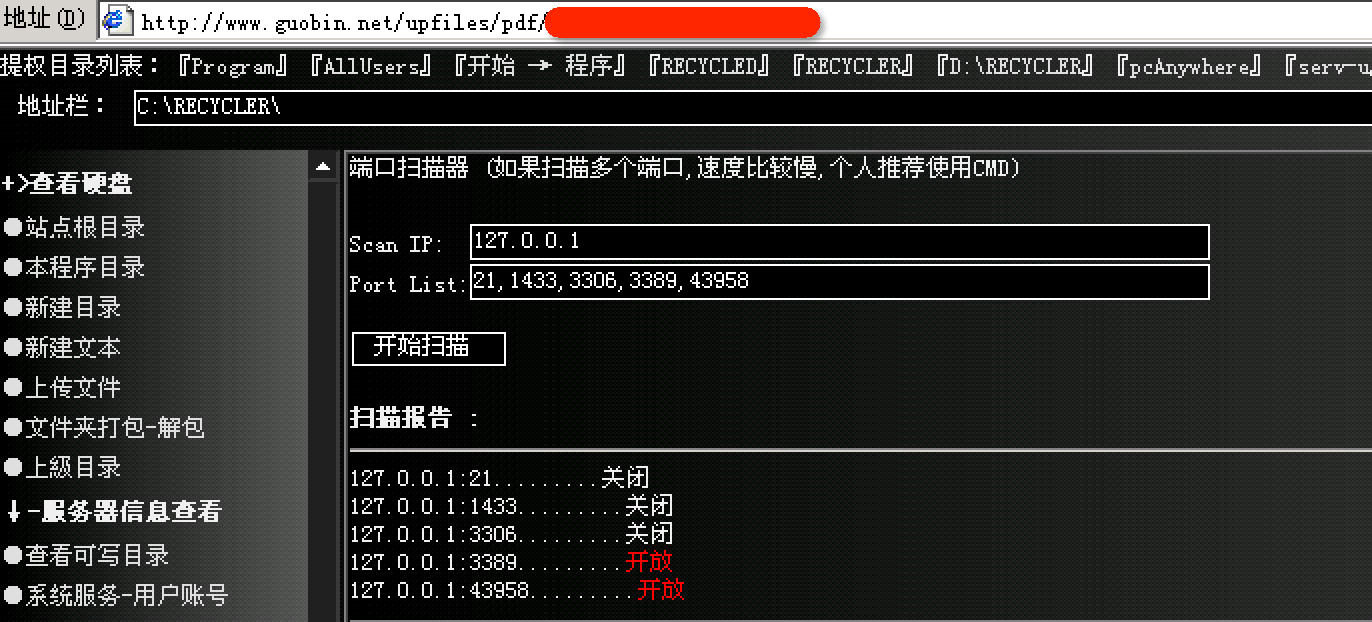 地址(D) http://www.guobin.net/upfiles/pdf/
提权目录列表： 『Program』 『AllUsers』 『开始 → 程序』 『RECYCLED』 『RECYCLER』 『D:\RECYCLER』 『pcAnywhere』 『serv-u
地址栏： C:\RECYCLER\
+>查看硬盘
●站点根目录
●本程序目录
●新建目录
●新建文本
●上传文件
●文件夹打包-解包
●上級目录
↓-服务器信息查看
●查看可写目录
●系统服务-用户账号
端口扫描器 (如果扫描多个端口,速度比较慢,个人推荐使用CMD)
Scan IP: 127.0.0.1
Port List: 21,1433,3306,3389,43958
开始扫描
扫描报告 ：
127.0.0.1:21.........关闭
127.0.0.1:1433.........关闭
127.0.0.1:3306.........关闭
127.0.0.1:3389.........开放
127.0.0.1:43958.........开放